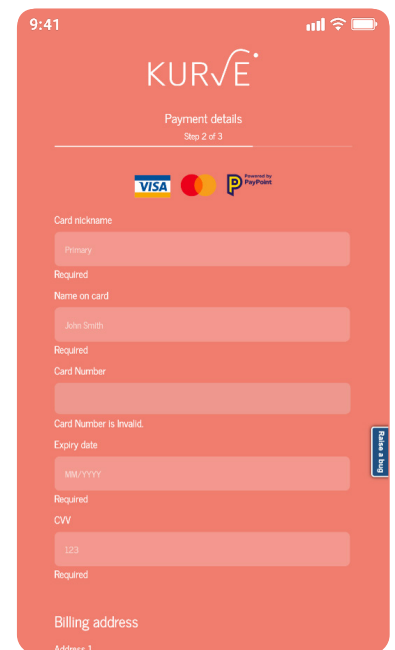 9:41
KURVE
Payment details
Step 2 of 3
VISA
Powered by
PayPoint
Card nickname
Primary
Required
Name on card
John Smith
Required
Card Number
Card Number is Invalid.
Expiry date
MM/YYYY
Required
CVV
123
Required
Raise a bug
Billing address
Address 1